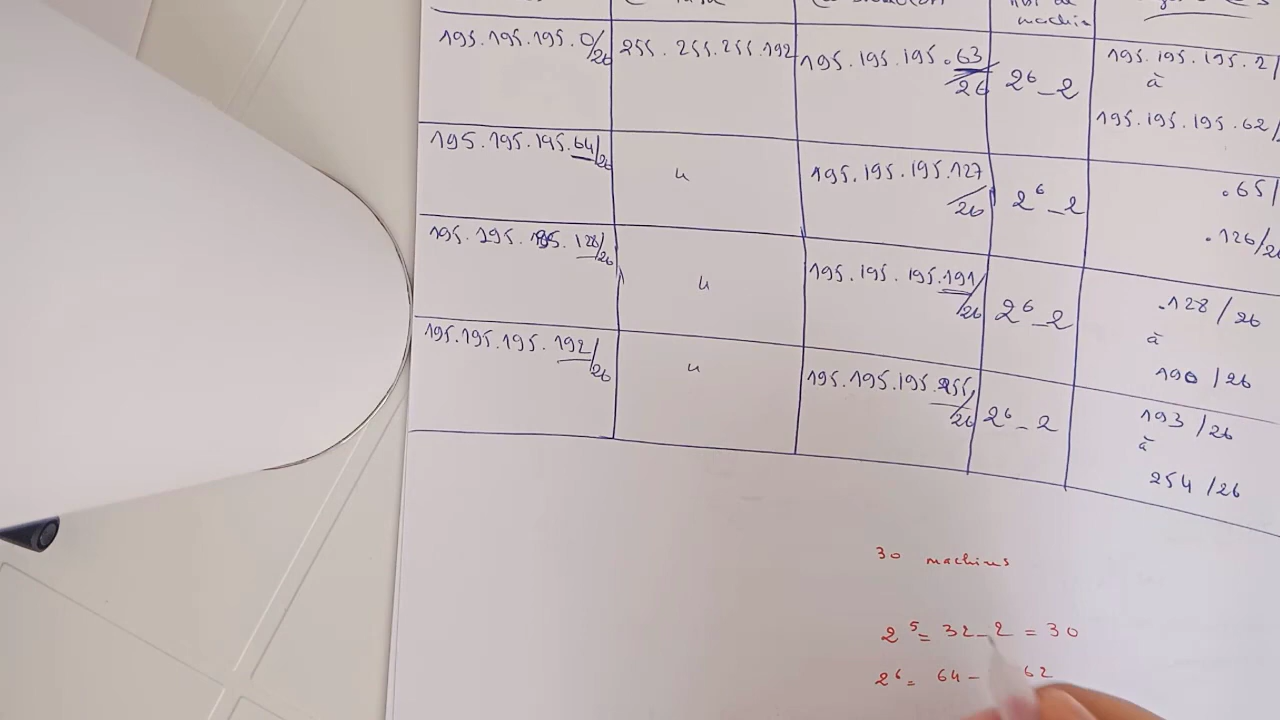 machine
195.195.195.0/26 255.255.255.192 195.195.195.63/26 2⁶-2 195.195.195.2/
à
195.195.195.62/
195.195.195.64/26 " 195.195.195.127/26 2⁶-2 .65/
.126/26
195.195.195.128/26 " 195.195.195.191/26 2⁶-2 .128/26
à
190/26
195.195.195.192/26 " 195.195.195.255/26 2⁶-2 193/26
à
254/26
30 machines
2⁵= 32-2 = 30
2⁶= 64- 62